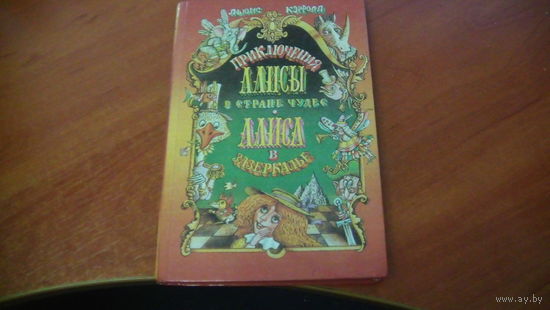 Льюис Кэрролл
ПРИКЛЮЧЕНИЯ
АЛИСЫ
В СТРАНЕ ЧУДЕС
АЛИСА
В
ЗАЗЕРКАЛЬЕ
www.ay.by